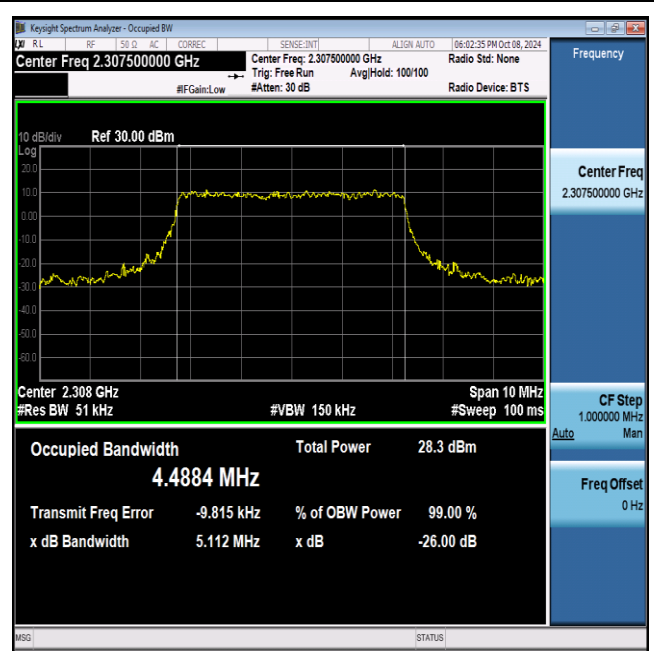 Keysight Spectrum Analyzer - Occupied BW
RL RF 50 Ω AC CORREC SENSE:INT ALIGN AUTO 06:02:35 PM Oct 08, 2024
Center Freq 2.307500000 GHz
Center Freq: 2.307500000 GHz
Radio Std: None
Trig: Free Run Avg|Hold: 100/100
#IFGain:Low #Atten: 30 dB Radio Device: BTS
Frequency
10 dB/div Ref 30.00 dBm
Log
20.0
10.0
0.00
-10.0
-20.0
-30.0
-40.0
-50.0
-60.0
Center Freq
2.307500000 GHz
Center 2.308 GHz Span 10 MHz
#Res BW 51 kHz #VBW 150 kHz #Sweep 100 ms
CF Step
1.000000 MHz
Auto Man
Occupied Bandwidth Total Power 28.3 dBm
4.4884 MHz
Transmit Freq Error -9.815 kHz % of OBW Power 99.00 %
x dB Bandwidth 5.112 MHz x dB -26.00 dB
Freq Offset
0 Hz
MSG STATUS